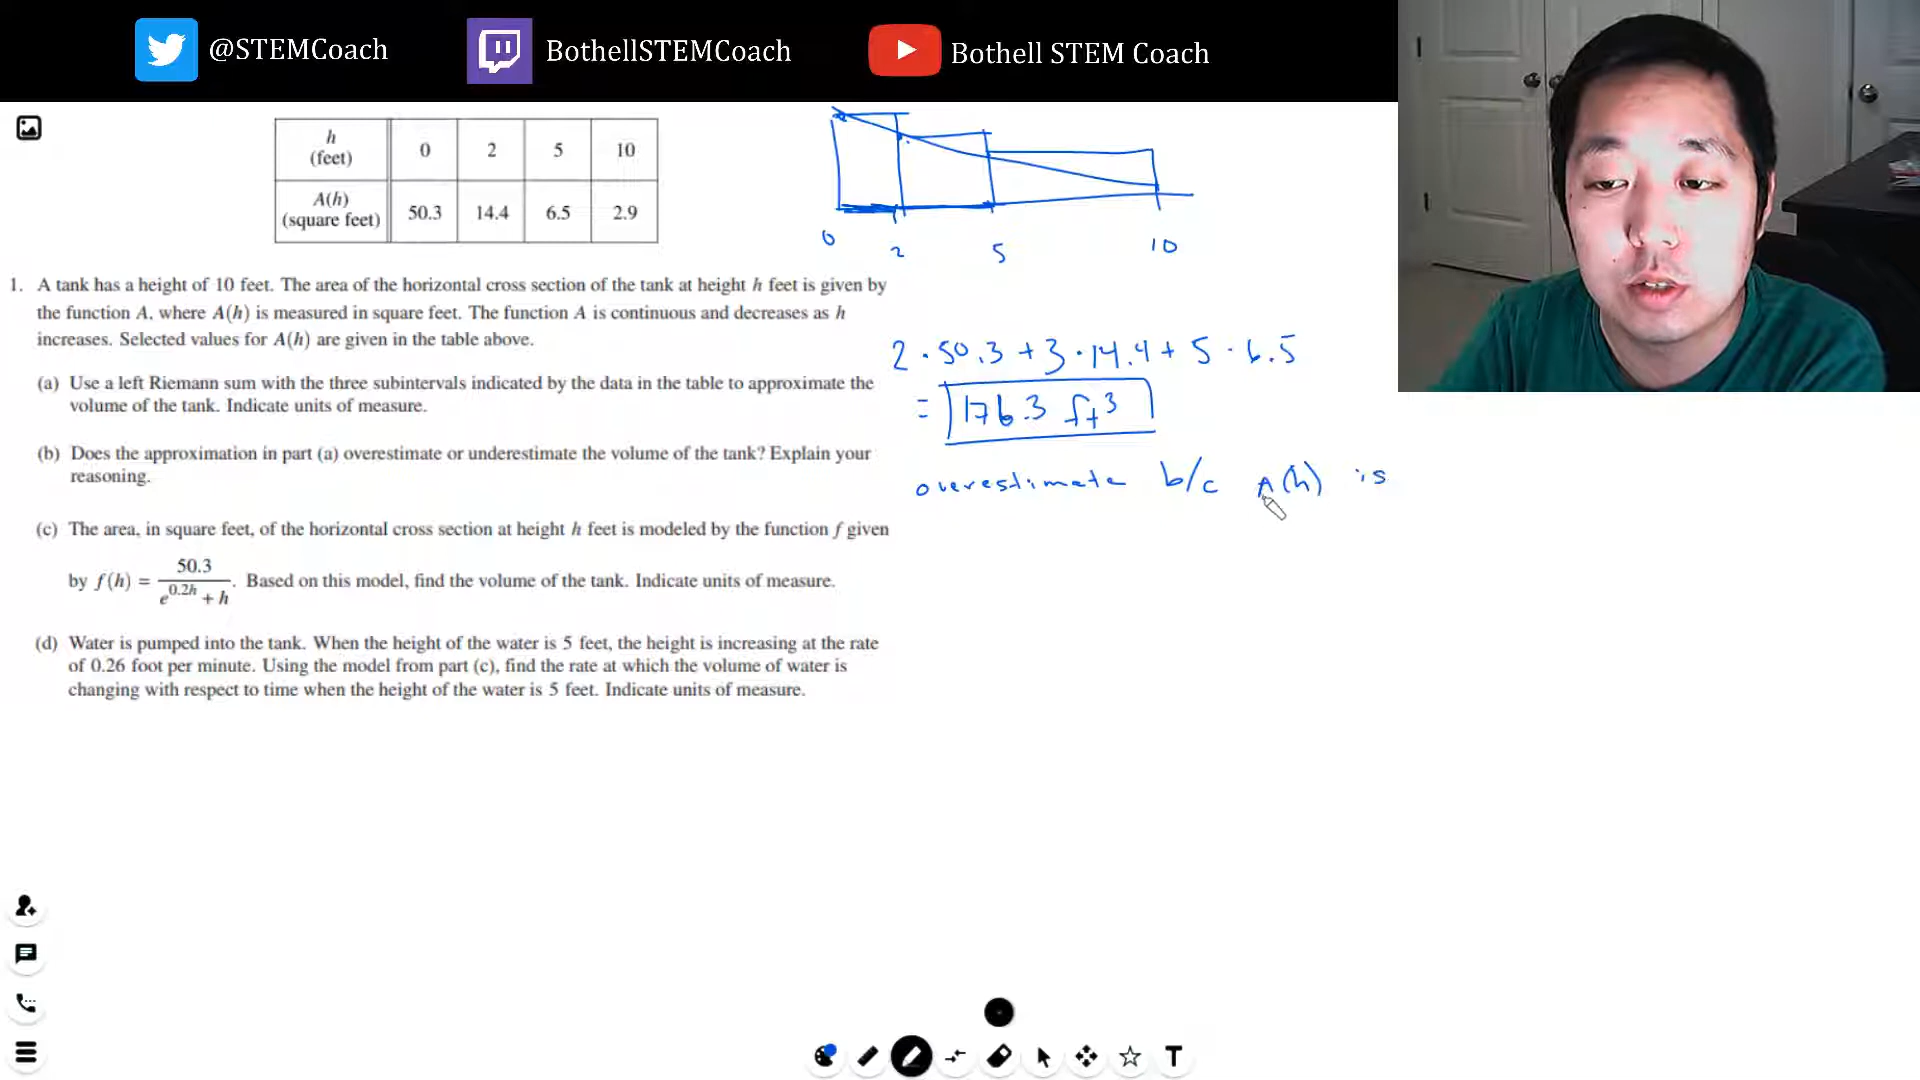 @STEMCoach BothellSTEMCoach Bothell STEM Coach
h (feet) 0 2 5 10
A(h) (square feet) 50.3 14.4 6.5 2.9
0 2 5 10
1. A tank has a height of 10 feet. The area of the horizontal cross section of the tank at height h feet is given by
the function A, where A(h) is measured in square feet. The function A is continuous and decreases as h
increases. Selected values for A(h) are given in the table above.
(a) Use a left Riemann sum with the three subintervals indicated by the data in the table to approximate the
volume of the tank. Indicate units of measure.
(b) Does the approximation in part (a) overestimate or underestimate the volume of the tank? Explain your
reasoning.
(c) The area, in square feet, of the horizontal cross section at height h feet is modeled by the function f given
by f(h) = 50.3 / (e^0.2h + h). Based on this model, find the volume of the tank. Indicate units of measure.
(d) Water is pumped into the tank. When the height of the water is 5 feet, the height is increasing at the rate
of 0.26 foot per minute. Using the model from part (c), find the rate at which the volume of water is
changing with respect to time when the height of the water is 5 feet. Indicate units of measure.
2 · 50.3 + 3 · 14.4 + 5 · 6.5
= 176.3 ft³
overestimate b/c A(h) is
T